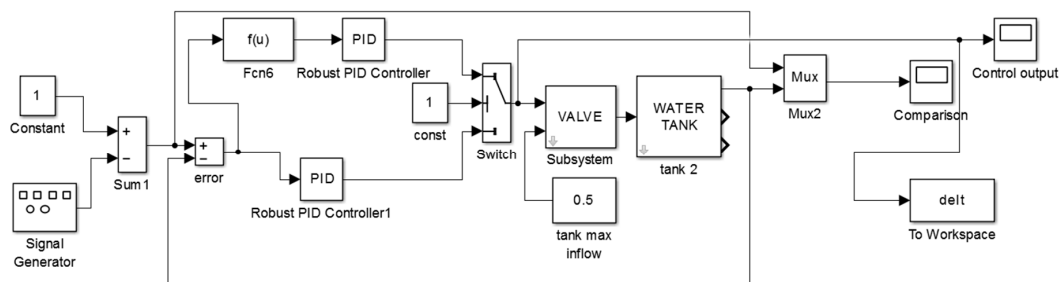 f(u)
Fcn6
PID
Robust PID Controller
1
Constant
1
const
+
−
Sum1
+
−
error
PID
Robust PID Controller1
Signal
Generator
Switch
VALVE
Subsystem
0.5
tank max
inflow
WATER
TANK
tank 2
Mux
Mux2
Comparison
Control output
delt
To Workspace